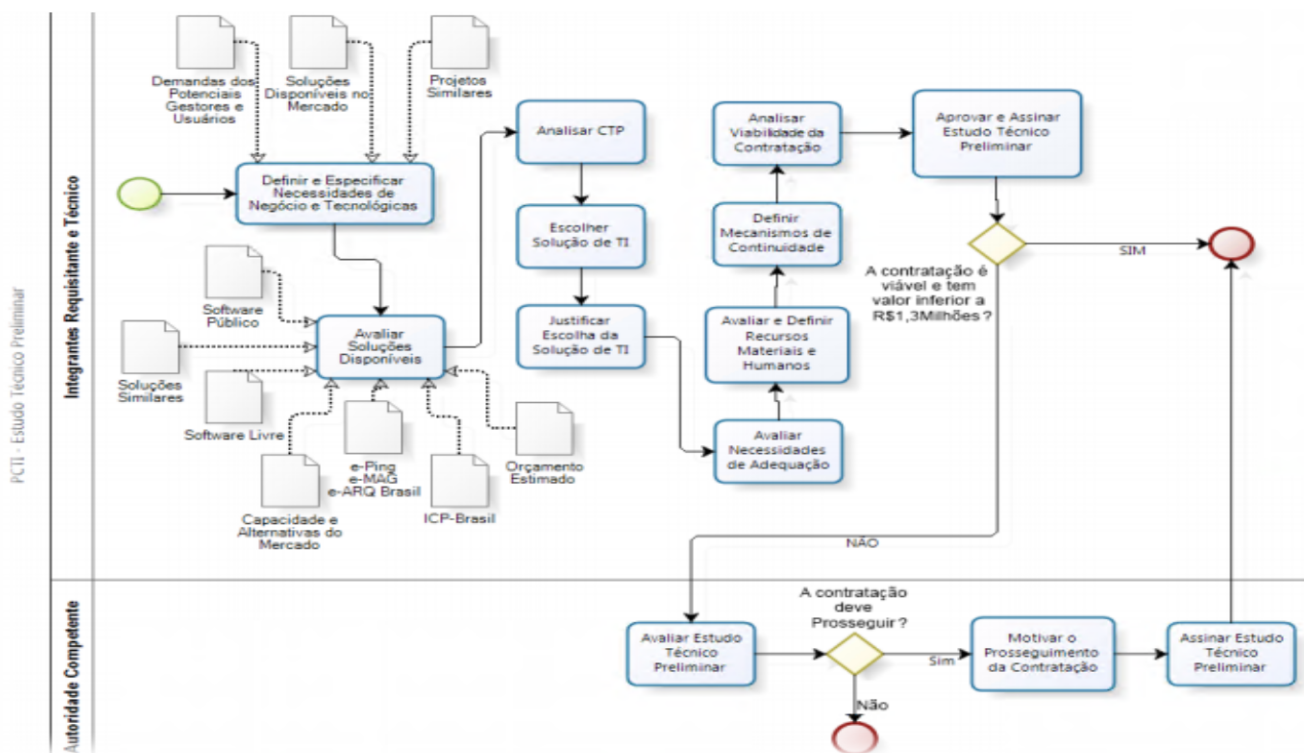 PCTI - Estudo Técnico Preliminar
Integrantes Requisitante e Técnico
Demandas dos
Potenciais
Gestores e
Usuários
Soluções
Disponíveis no
Mercado
Projetos
Similares
Definir e Especificar
Necessidades de
Negócio e Tecnológicas
Software
Público
Soluções
Similares
Software Livre
Capacidade e
Alternativas do
Mercado
e-Ping
e-MAG
e-ARQ Brasil
ICP-Brasil
Orçamento
Estimado
Avaliar
Soluções
Disponíveis
Analisar CTP
Escolher
Solução de TI
Justificar
Escolha da
Solução de TI
Avaliar
Necessidades
de Adequação
Avaliar e Definir
Recursos
Materiais e
Humanos
Definir
Mecanismos de
Continuidade
Analisar
Viabilidade da
Contratação
Aprovar e Assinar
Estudo Técnico
Preliminar
A contratação é
viável e tem
valor inferior a
R$1,3Milhões?
SIM
NÃO
Autoridade Competente
Avaliar Estudo
Técnico
Preliminar
A contratação
deve
Prosseguir?
Sim
Não
Motivar o
Prosseguimento
da Contratação
Assinar Estudo
Técnico
Preliminar